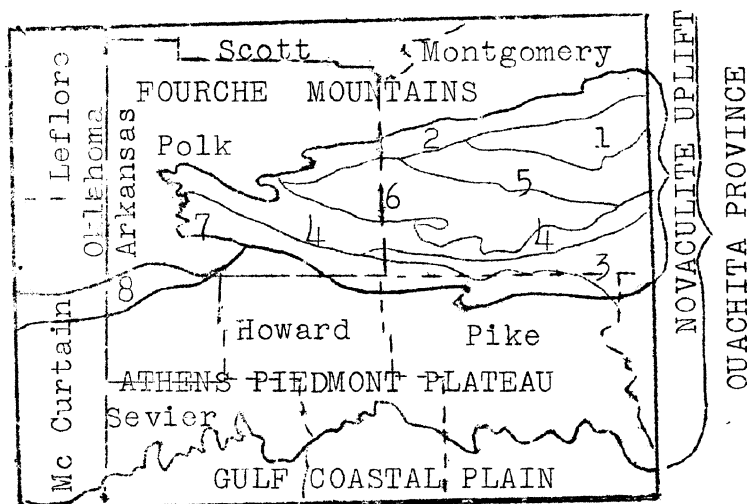 Scott
Montgomery
FOURCHE MOUNTAINS
Leflore
Oklahoma
Arkansas
Polk
2
1
5
6
7
4
4
3
8
Howard
Pike
ATHENS PIEDMONT PLATEAU
Mc Curtain
Sevier
GULF COASTAL PLAIN
NOVACULITE UPLIFT
OUACHITA PROVINCE